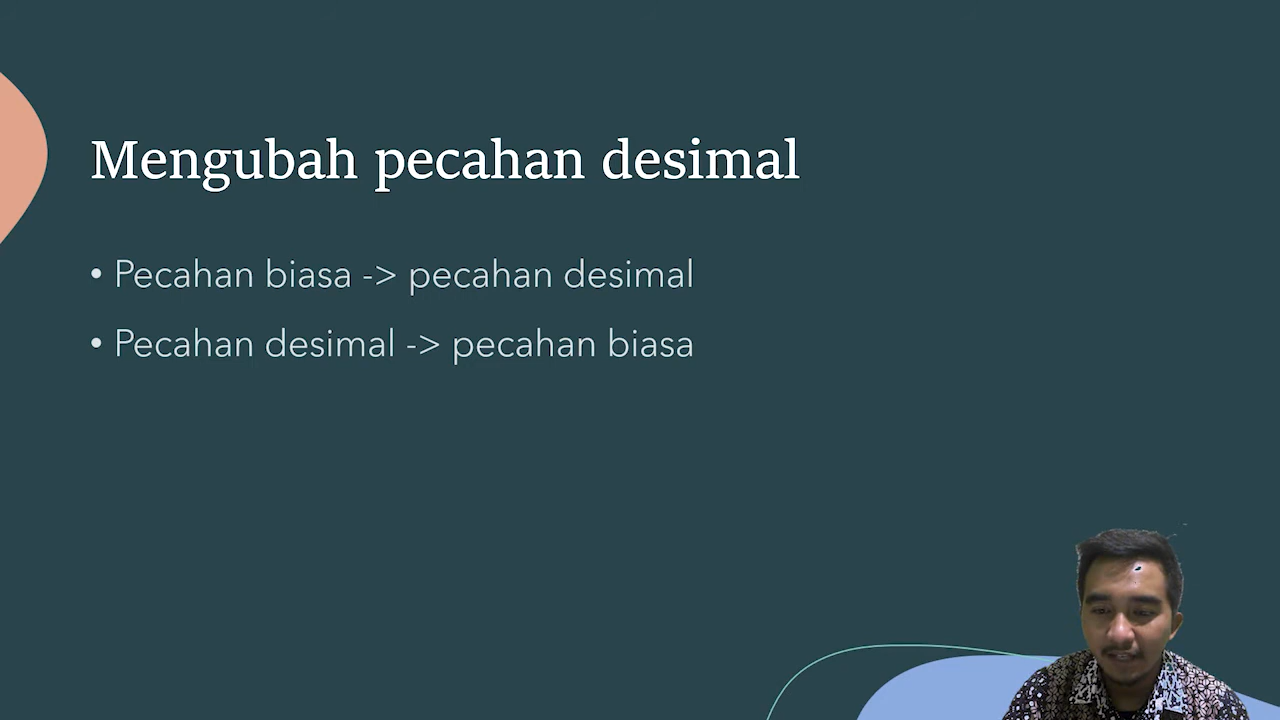 Mengubah pecahan desimal
• Pecahan biasa -> pecahan desimal
• Pecahan desimal -> pecahan biasa